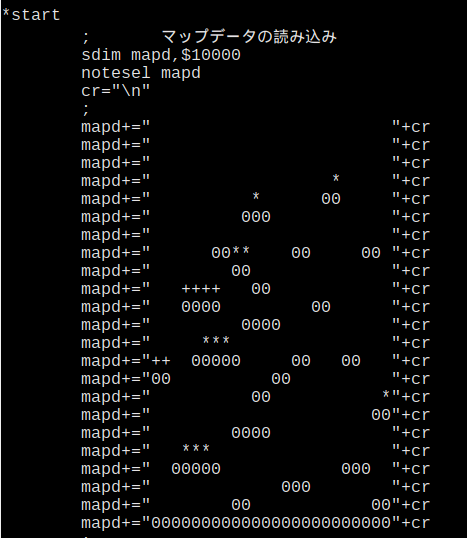 *start
        ;       マップデータの読み込み
        sdim mapd,$10000
        notesel mapd
        cr="\n"
        ;
        mapd+="                        "+cr
        mapd+="                        "+cr
        mapd+="                        "+cr
        mapd+="                  *     "+cr
        mapd+="          *      00     "+cr
        mapd+="         000            "+cr
        mapd+="                        "+cr
        mapd+="      00**    00     00 "+cr
        mapd+="        00              "+cr
        mapd+="   ++++   00            "+cr
        mapd+="   0000         00      "+cr
        mapd+="         0000           "+cr
        mapd+="     ***                "+cr
        mapd+="++  00000     00   00   "+cr
        mapd+="00          00          "+cr
        mapd+="          00           *"+cr
        mapd+="                      00"+cr
        mapd+="        0000            "+cr
        mapd+="   ***                  "+cr
        mapd+="  00000            000  "+cr
        mapd+="             000        "+cr
        mapd+="        00            00"+cr
        mapd+="000000000000000000000000"+cr